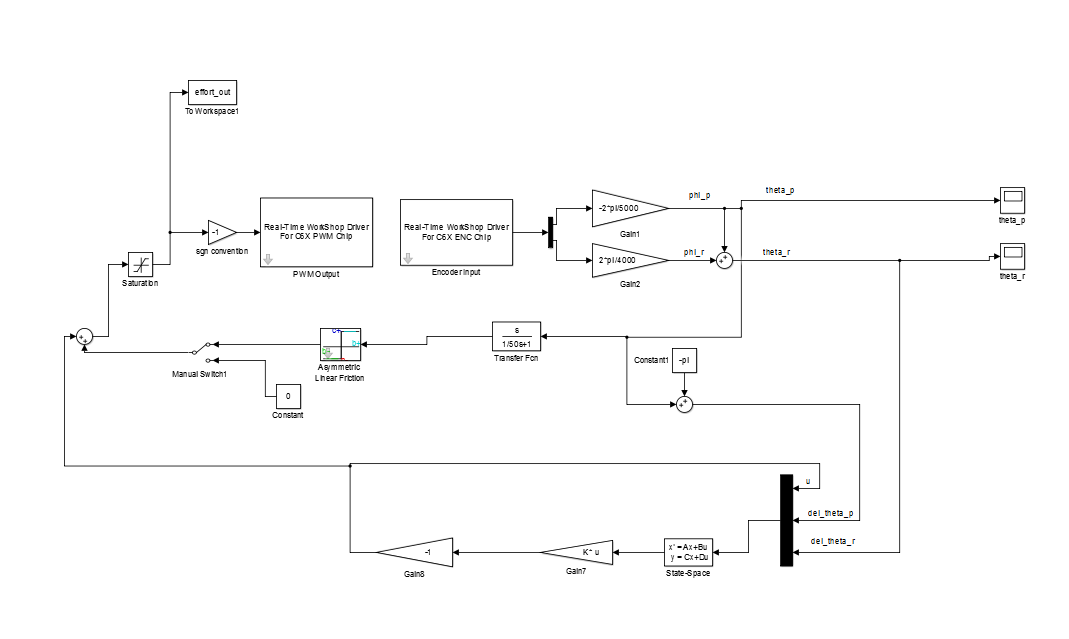 effort_out
To Workspace1
-1
sgn convention
Real-Time WorkShop Driver
For C6X PWM Chip
PWMOutput
Real-Time WorkShop Driver
For C6X ENC Chip
Encoder Input
-2*pi/5000
Gain1
phi_p
theta_p
theta_p
2*pi/4000
Gain2
phi_r
theta_r
theta_r
Saturation
Manual Switch1
Asymmetric
Linear Friction
0
Constant
s
1/50s+1
Transfer Fcn
Constant1
-pi
u
del_theta_p
del_theta_r
-1
Gain8
K* u
Gain7
x' = Ax+Bu
y = Cx+Du
State-Space